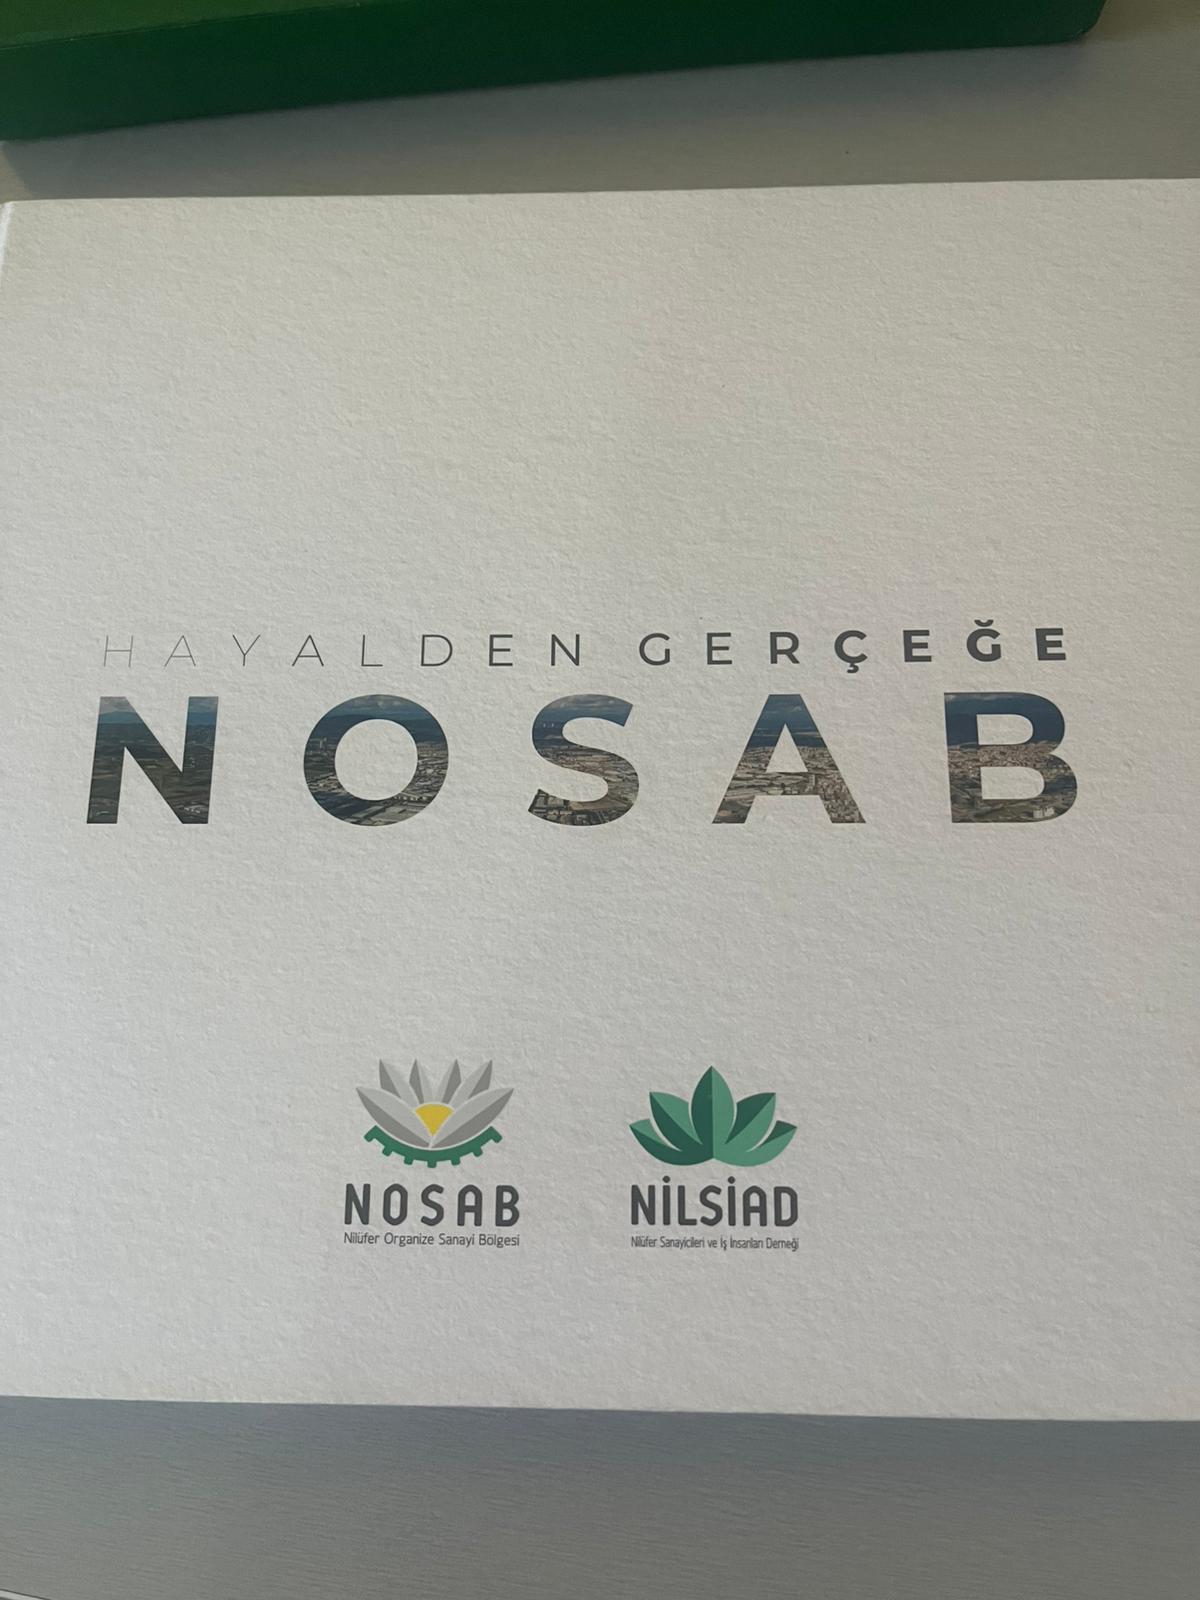 HAYALDEN GERÇEĞE
NOSAB
NOSAB
Nilüfer Organize Sanayi Bölgesi
NİLSİAD
Nilüfer Sanayicileri ve İş İnsanları Derneği